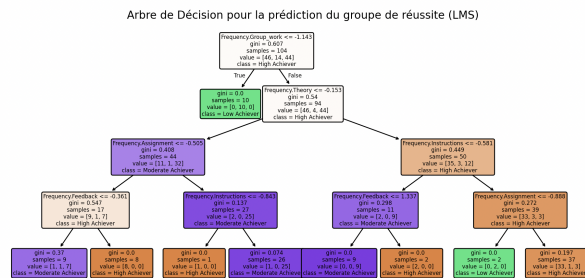 Arbre de Décision pour la prédiction du groupe de réussite (LMS)
Frequency.Group_work <= -1.143
gini = 0.607
samples = 104
value = [46, 14, 44]
class = High Achiever
True
False
gini = 0.0
samples = 10
value = [0, 10, 0]
class = Low Achiever
Frequency.Theory <= -0.153
gini = 0.54
samples = 94
value = [46, 4, 44]
class = High Achiever
Frequency.Assignment <= -0.505
gini = 0.408
samples = 44
value = [11, 1, 32]
class = Moderate Achiever
Frequency.Instructions <= -0.581
gini = 0.449
samples = 50
value = [35, 3, 12]
class = High Achiever
Frequency.Feedback <= -0.361
gini = 0.547
samples = 17
value = [9, 1, 7]
class = High Achiever
Frequency.Instructions <= -0.843
gini = 0.137
samples = 27
value = [2, 0, 25]
class = Moderate Achiever
Frequency.Feedback <= 1.337
gini = 0.298
samples = 11
value = [2, 0, 9]
class = Moderate Achiever
Frequency.Assignment <= -0.888
gini = 0.272
samples = 39
value = [33, 3, 3]
class = High Achiever
gini = 0.37
samples = 9
value = [1, 1, 7]
class = Moderate Achiever
gini = 0.0
samples = 8
value = [8, 0, 0]
class = High Achiever
gini = 0.0
samples = 1
value = [1, 0, 0]
class = High Achiever
gini = 0.074
samples = 26
value = [1, 0, 25]
class = Moderate Achiever
gini = 0.0
samples = 9
value = [0, 0, 9]
class = Moderate Achiever
gini = 0.0
samples = 2
value = [2, 0, 0]
class = High Achiever
gini = 0.0
samples = 2
value = [0, 2, 0]
class = Low Achiever
gini = 0.197
samples = 37
value = [33, 1, 3]
class = High Achiever